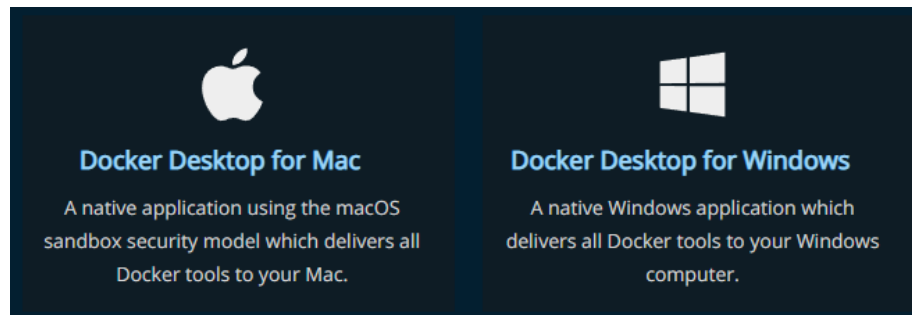 Docker Desktop for Mac
A native application using the macOS
sandbox security model which delivers all
Docker tools to your Mac.
Docker Desktop for Windows
A native Windows application which
delivers all Docker tools to your Windows
computer.